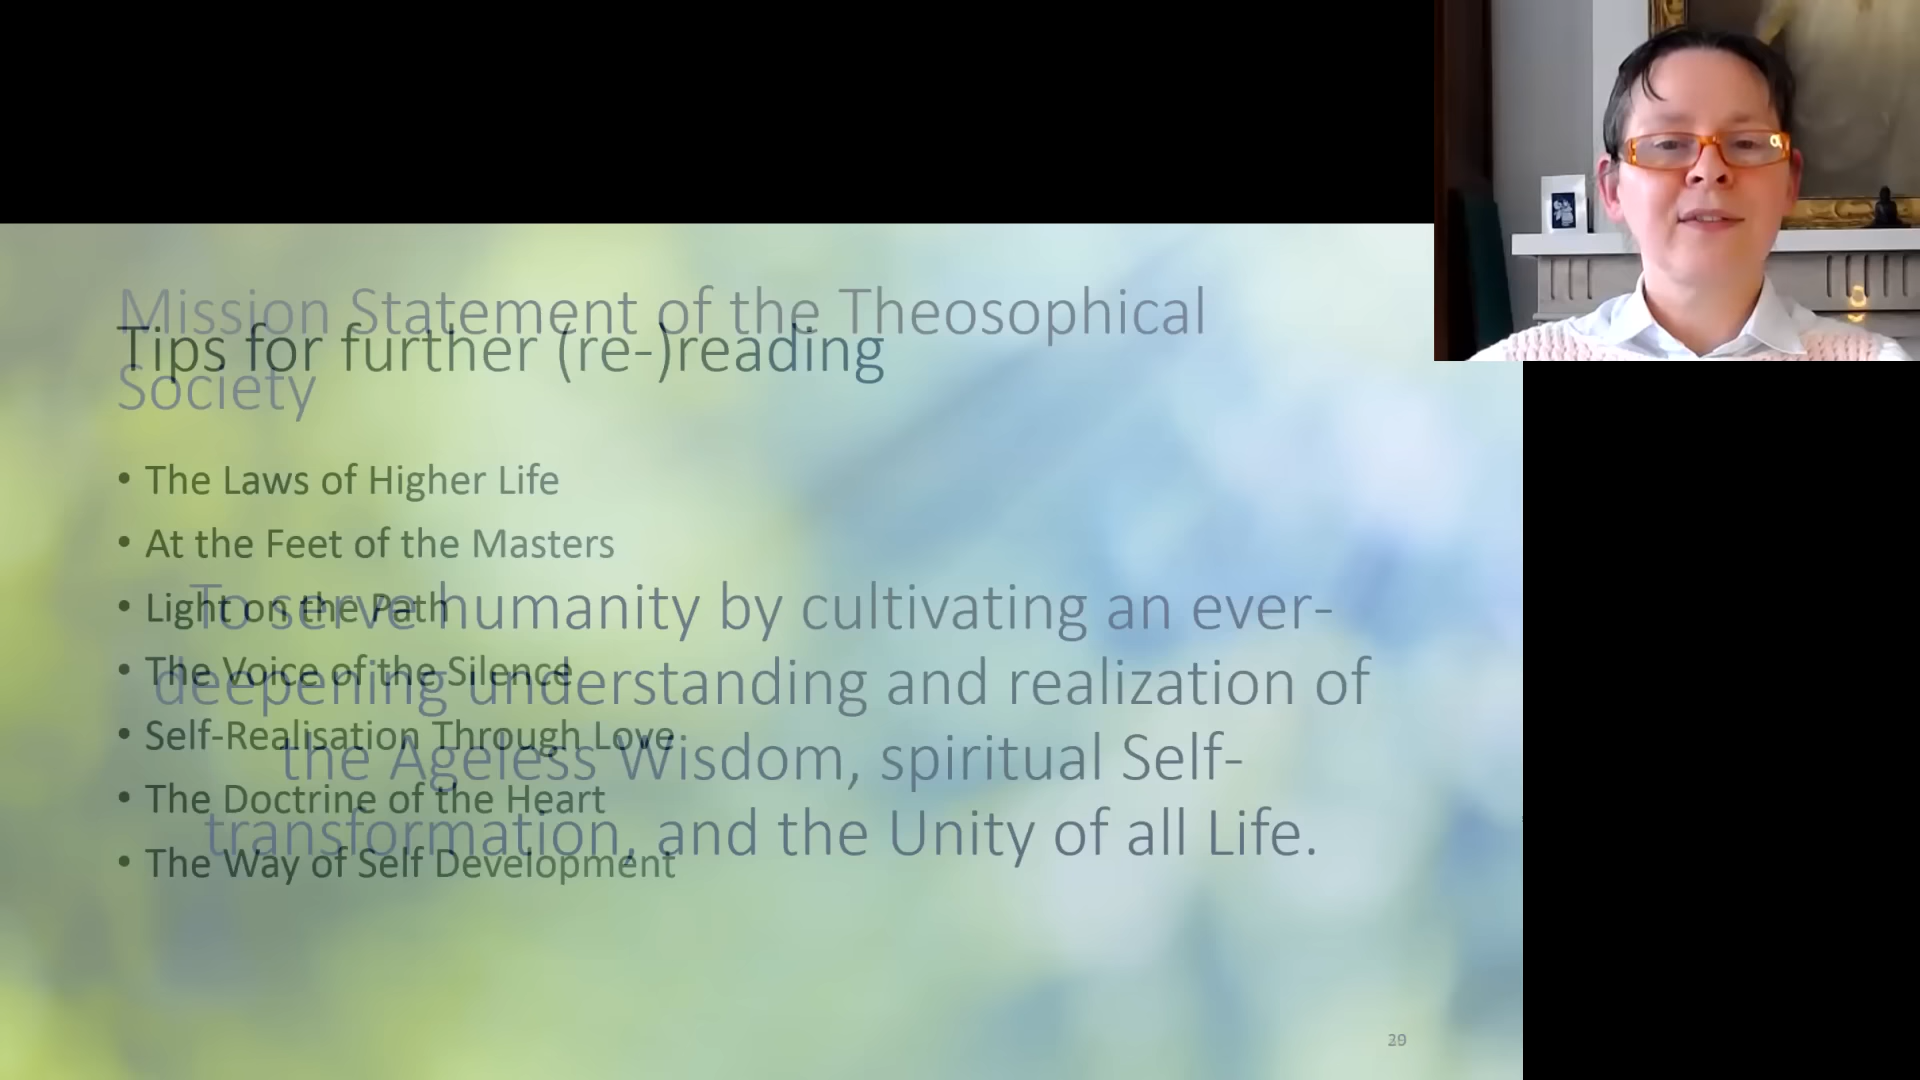 Mission Statement of the Theosophical
Society
Tips for further (re-)reading
• The Laws of Higher Life
• At the Feet of the Masters
• Light on the Path
• The Voice of the Silence
• Self-Realisation Through Love
• The Doctrine of the Heart
• The Way of Self Development
To serve humanity by cultivating an ever-
deepening understanding and realization of
the Ageless Wisdom, spiritual Self-
transformation, and the Unity of all Life.